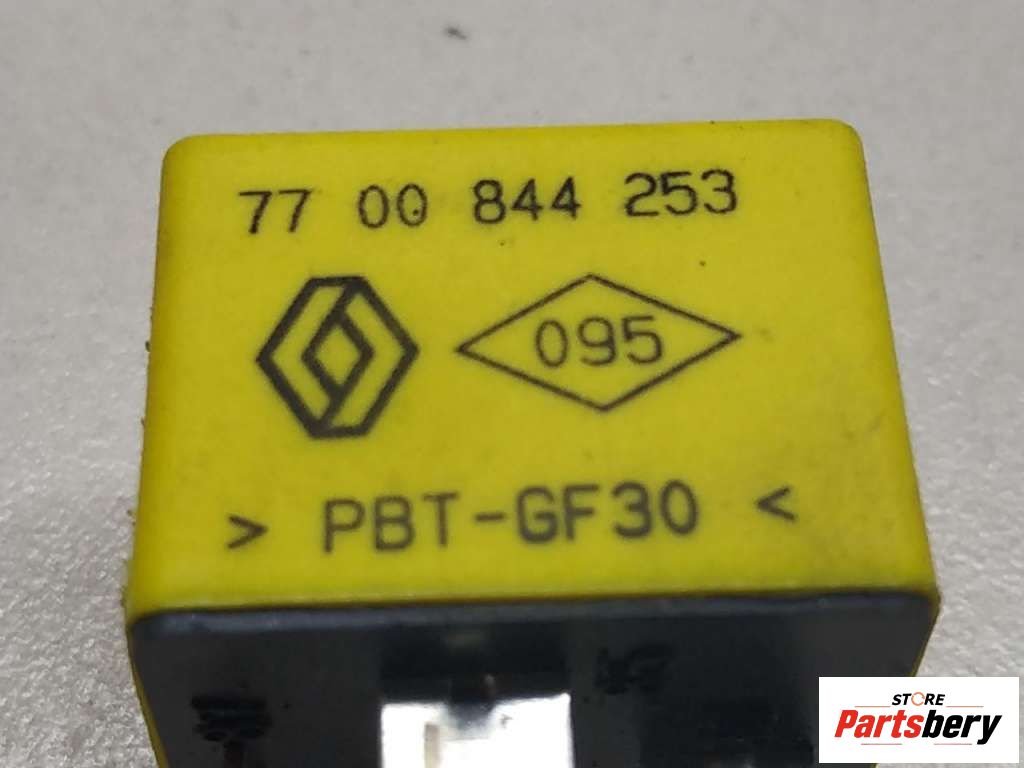 77 00 844 253
095
> PBT-GF30 <
STORE
Partsbery